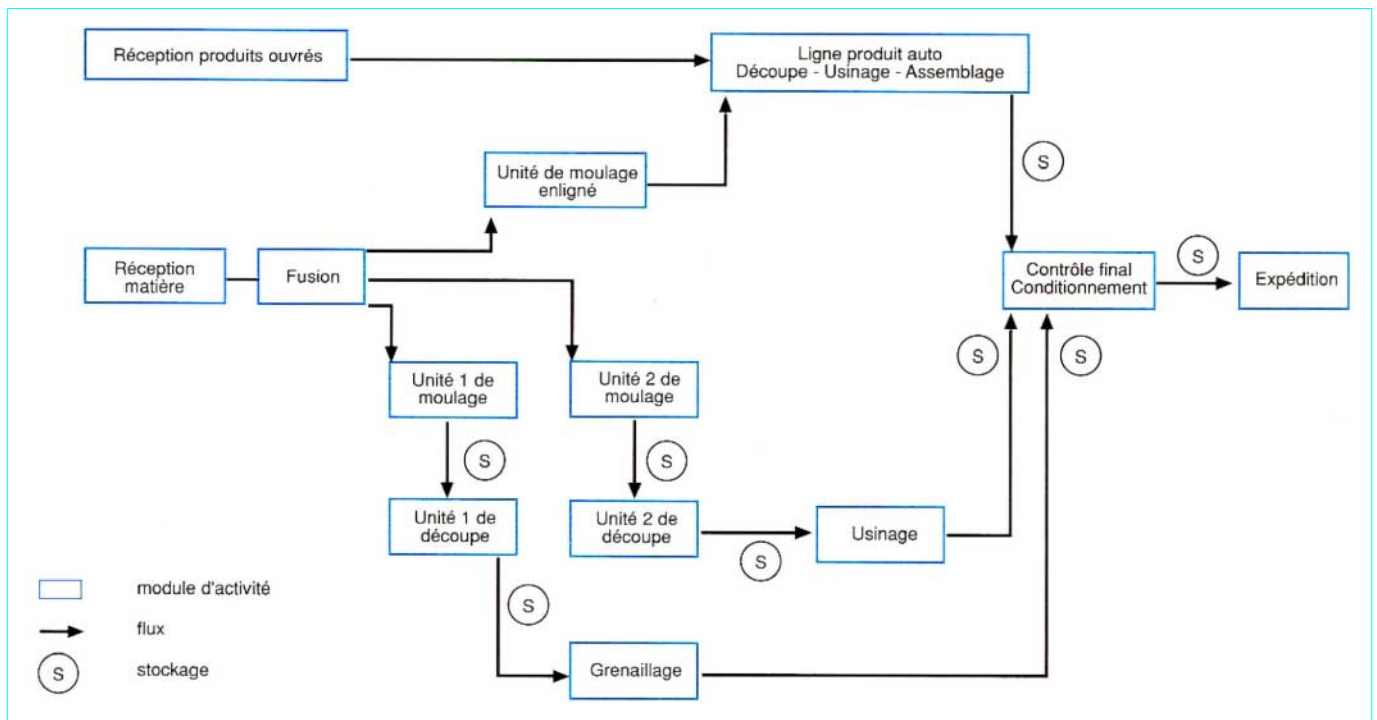 Réception produits ouvrés
Ligne produit auto
Découpe - Usinage - Assemblage
S
Unité de moulage
enligné
Réception
matière
Fusion
Contrôle final
Conditionnement
S
Expédition
S
S
Unité 1 de
moulage
Unité 2 de
moulage
S
S
Unité 1 de
découpe
Unité 2 de
découpe
S
Usinage
module d'activité
S
flux
S
stockage
Grenaillage